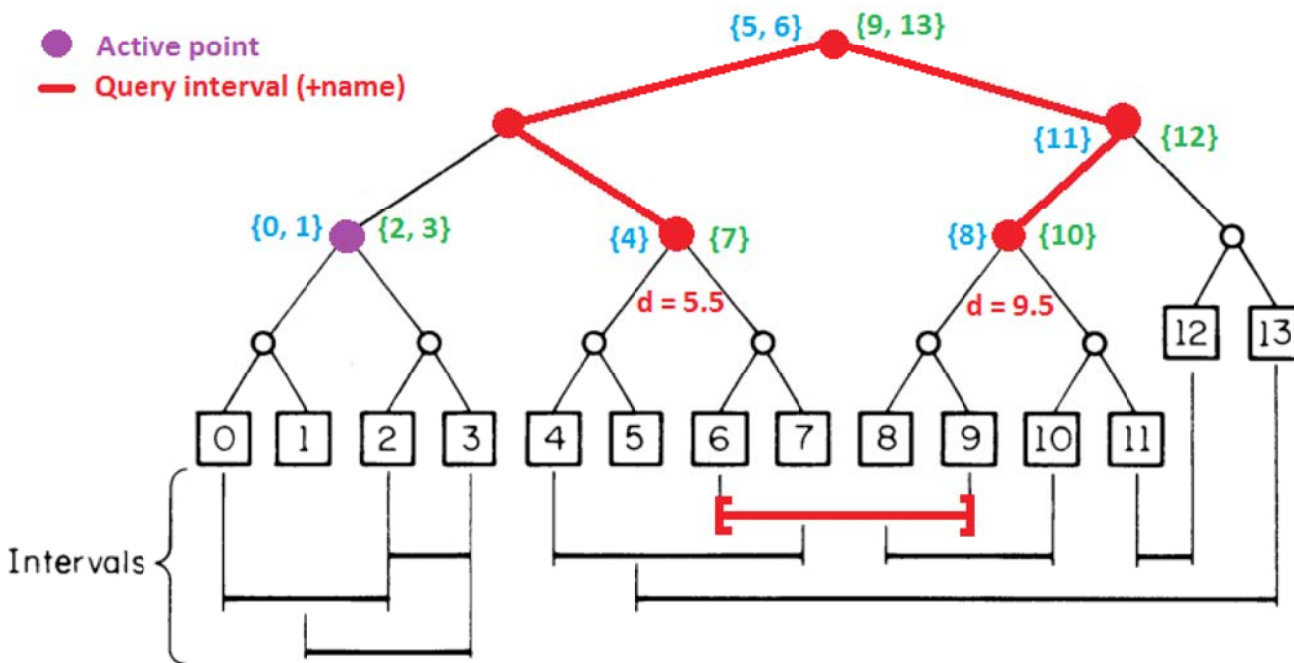 {5, 6} {9, 13}
Active point
Query interval (+name)
{11} {12}
{0, 1} {2, 3} {4} {7} {8} {10}
d = 5.5 d = 9.5
12 13
0 1 2 3 4 5 6 7 8 9 10 11
Intervals